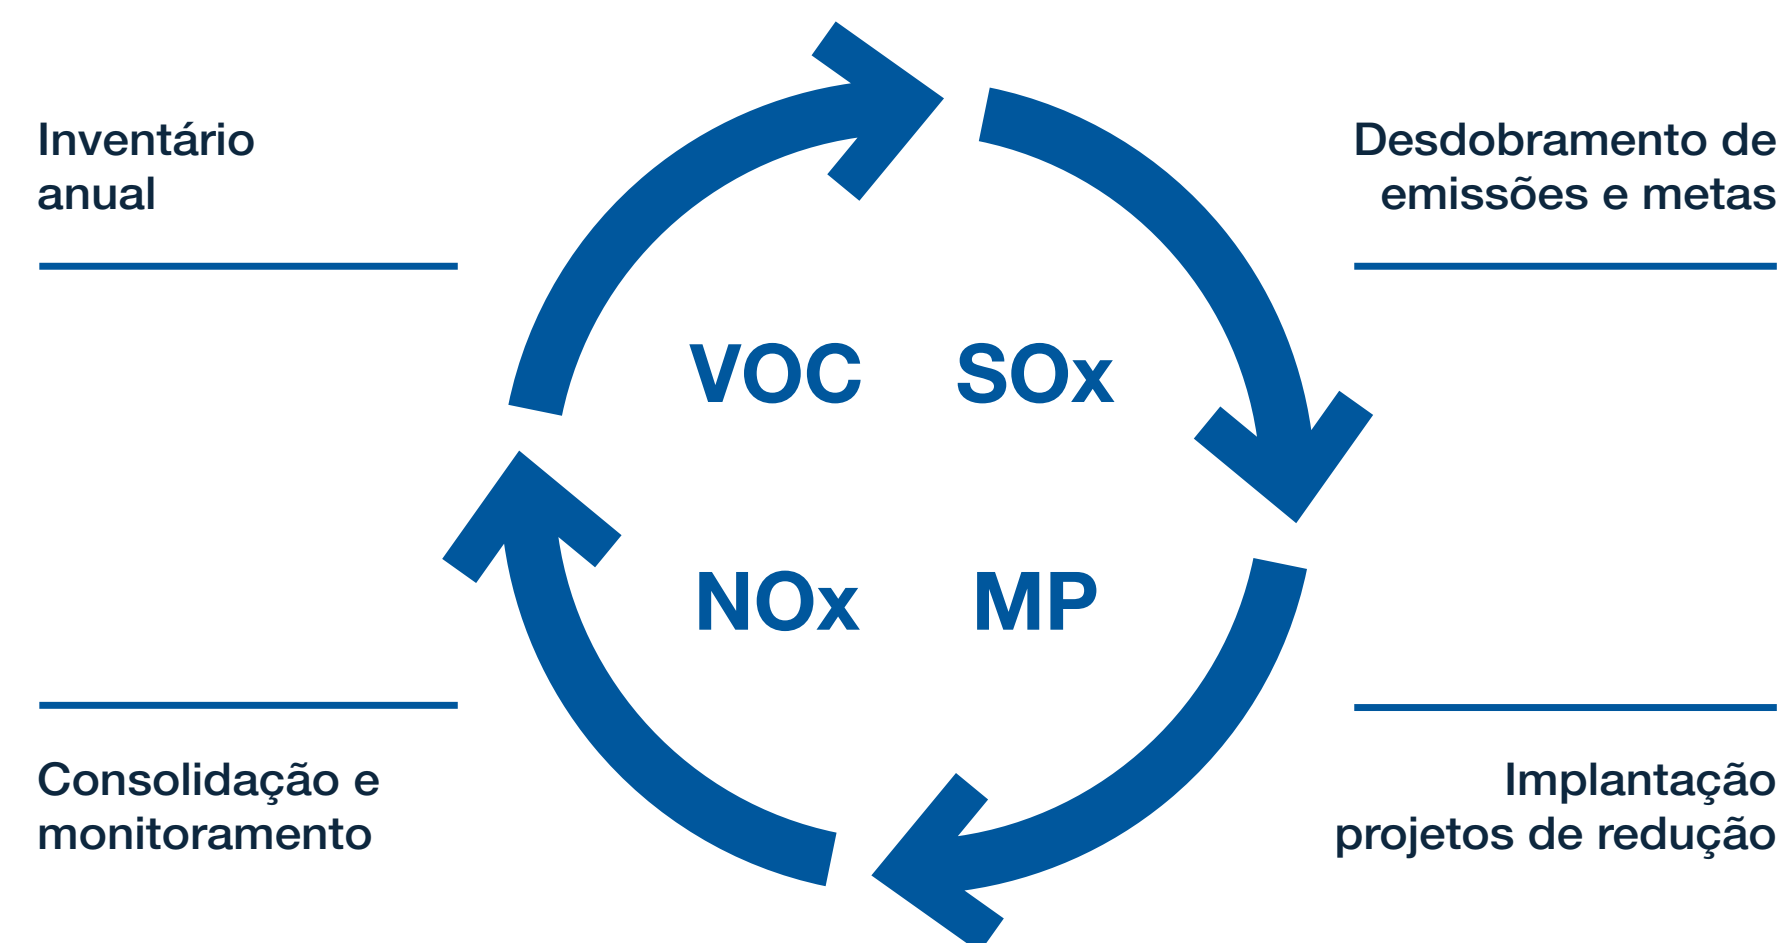 Inventário
anual
Desdobramento de
emissões e metas
VOC SOx
NOx MP
Consolidação e
monitoramento
Implantação
projetos de redução